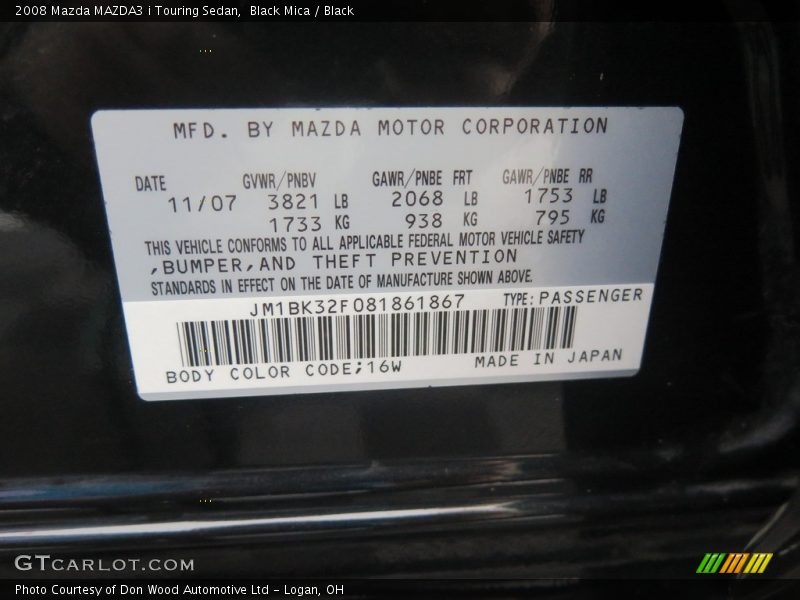 2008 Mazda MAZDA3 i Touring Sedan,  Black Mica / Black
MFD. BY MAZDA MOTOR CORPORATION
DATE GVWR/PNBV GAWR/PNBE FRT GAWR/PNBE RR
11/07 3821 LB 2068 LB 1753 LB
1733 KG 938 KG 795 KG
THIS VEHICLE CONFORMS TO ALL APPLICABLE FEDERAL MOTOR VEHICLE SAFETY
,BUMPER,AND THEFT PREVENTION
STANDARDS IN EFFECT ON THE DATE OF MANUFACTURE SHOWN ABOVE.
JM1BK32F081861867 TYPE:PASSENGER
BODY COLOR CODE;16W MADE IN JAPAN
GTCARLOT.COM
Photo Courtesy of Don Wood Automotive Ltd - Logan, OH